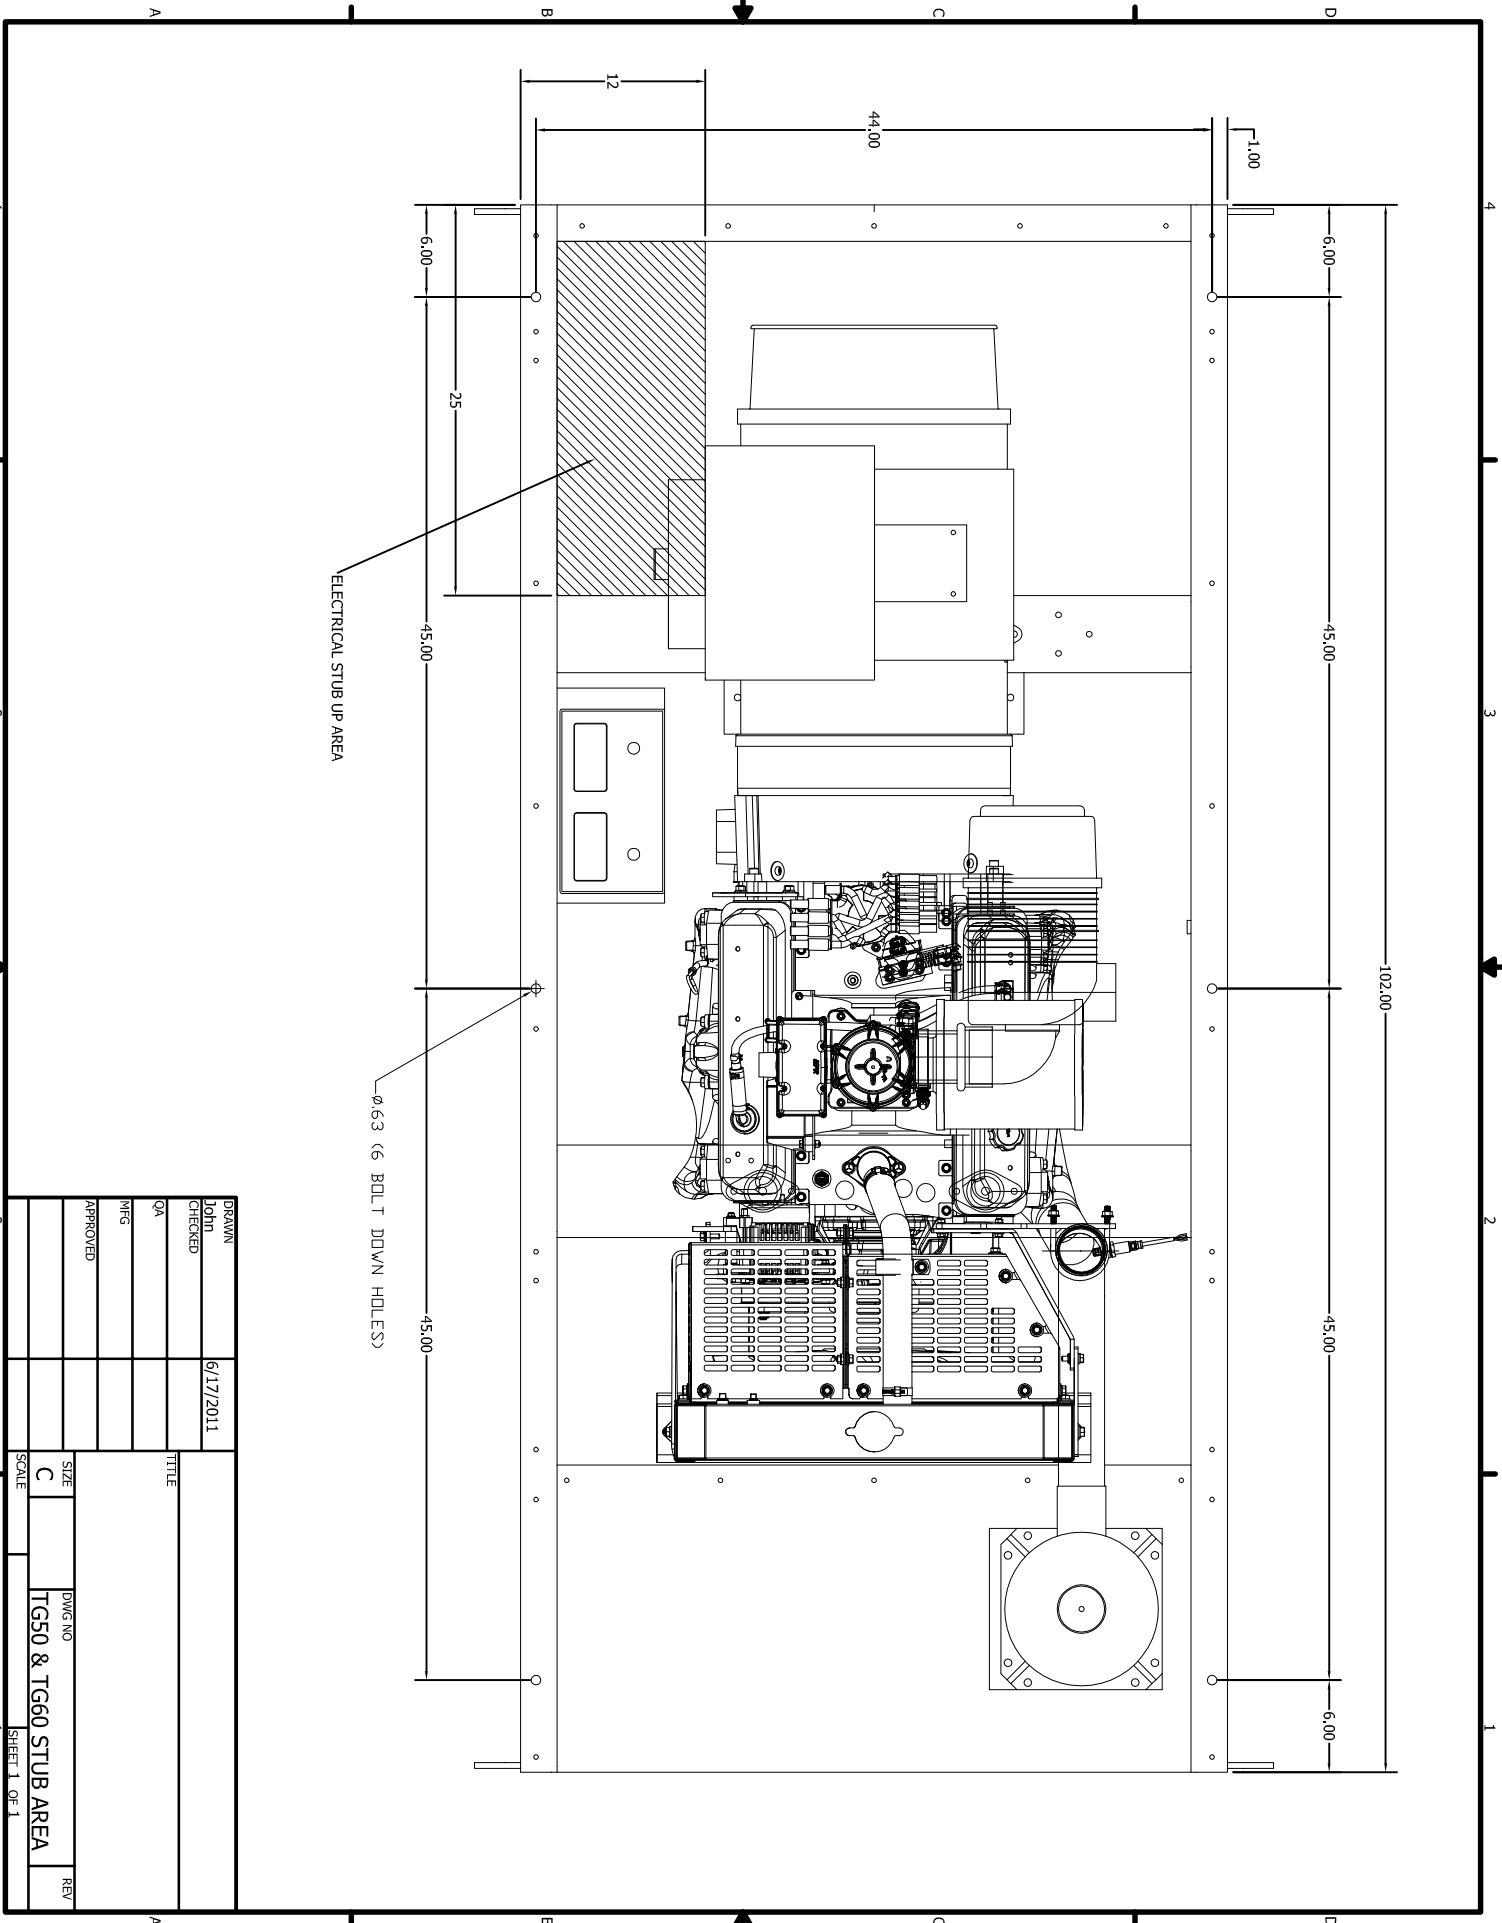 D
C
B
A
4
3
2
1
102.00
6.00
45.00
45.00
6.00
1.00
44.00
12
6.00
45.00
45.00
25
Ø.63 (6 BOLT DOWN HOLES)
ELECTRICAL STUB UP AREA
DRAWN
John
6/17/2011
CHECKED
QA
MFG
APPROVED
TITLE
SIZE
C
DWG NO
TG50 & TG60 STUB AREA
REV
SCALE
SHEET 1 OF 1